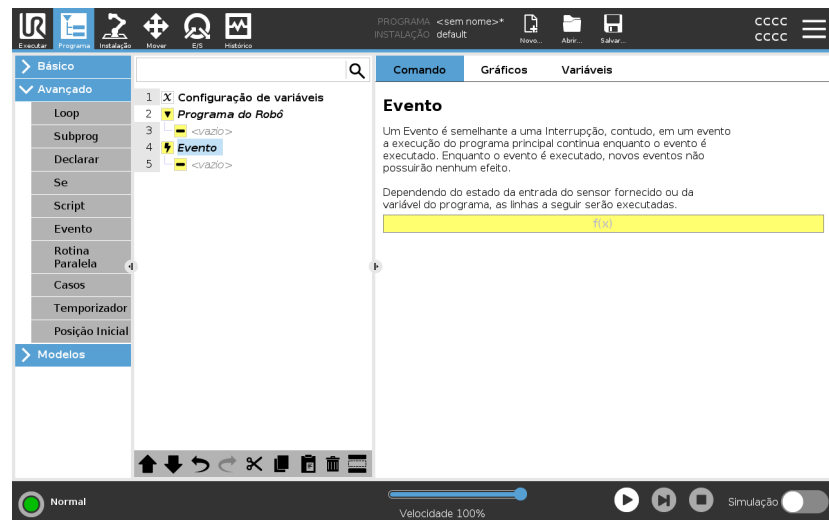 PROGRAMA <sem nome>*
INSTALAÇÃO default
Executar
Programa
Instalação
Mover
E/S
Histórico
Novo...
Abrir...
Salvar...
cccc
cccc
Básico
Avançado
Loop
Subprog
Declarar
Se
Script
Evento
Rotina
Paralela
Casos
Temporizador
Posição Inicial
Modelos
1 X Configuração de variáveis
2 Programa do Robô
3 <vazio>
4 Evento
5 <vazio>
Comando Gráficos Variáveis
Evento
Um Evento é semelhante a uma Interrupção, contudo, em um evento
a execução do programa principal continua enquanto o evento é
executado. Enquanto o evento é executado, novos eventos não
possuirão nenhum efeito.
Dependendo do estado da entrada do sensor fornecido ou da
variável do programa, as linhas a seguir serão executadas.
f(x)
Normal
Velocidade 100%
Simulação